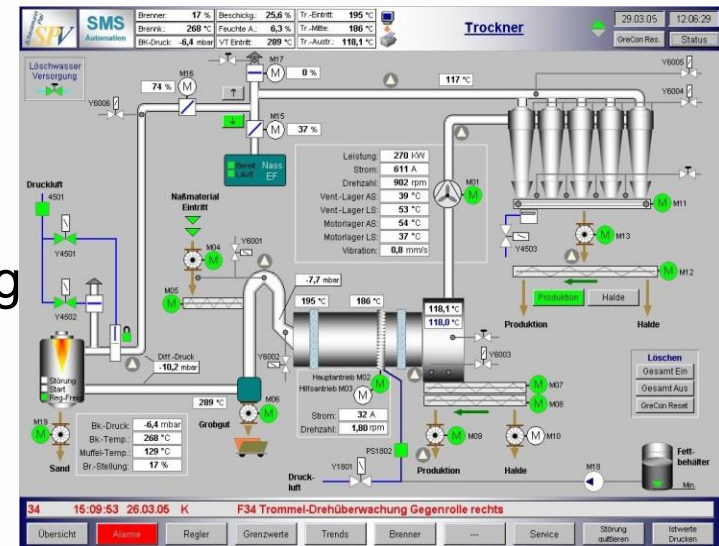 SPV
SMS
Automation
Brenner: 17 %
Brennk.: 268 °C
BK-Druck: -6,4 mbar
Beschickg.: 25,6 %
Feuchte A.: 6,3 %
VT Eintritt 289 °C
Tr.-Eintritt: 195 °C
Tr.-Mitte: 186 °C
Tr.-Austr.: 118,1 °C
Trockner
29.03.05
12:06:29
GreCon Res.
Status
Löschwasser
Versorgung
M16
74 %
M17
0 %
↑
M15
↓
37 %
117 °C
Y6005
Y6004
Y6006
Bereit
Läuft
Nass
EF
Druckluft
4501
Y4501
Y4502
Naßmaterial
Eintritt
M04
Y6001
M05
-7,7 mbar
Leistung: 270 KW
Strom: 611 A
Drehzahl: 902 rpm
Vent.-Lager AS: 39 °C
Vent.-Lager LS: 53 °C
Motorlager AS: 54 °C
Motorlager LS: 37 °C
Vibration: 0,8 mm/s
M01
M11
Y4503
M13
M12
Produktion
Halde
Produktion
Halde
g
195 °C
186 °C
118,1 °C
118,0 °C
Y6002
Y6003
Diff.-Druck
-10,2 mbar
Störung
Start
Reg-Freig
289 °C
M06
Grobgut
M19
Sand
Bk.-Druck: -6,4 mbar
Bk.-Temp.: 268 °C
Muffel-Temp.: 129 °C
Br.-Stellung: 17 %
Hauptantrieb M02
Hilfsantrieb M03
Strom: 32 A
Drehzahl: 1,80 rpm
PS1802
Y1801
Druck-
luft
M07
M08
M09
M10
Produktion
Halde
M18
Löschen
Gesamt Ein
Gesamt Aus
GreCon Reset
Fett-
behälter
Min.
34 15:09:53 26.03.05 K F34 Trommel-Drehüberwachung Gegenrolle rechts
Übersicht
Alarme
Regler
Grenzwerte
Trends
Brenner
---
Service
Störung
quittieren
Istwerte
Drucken